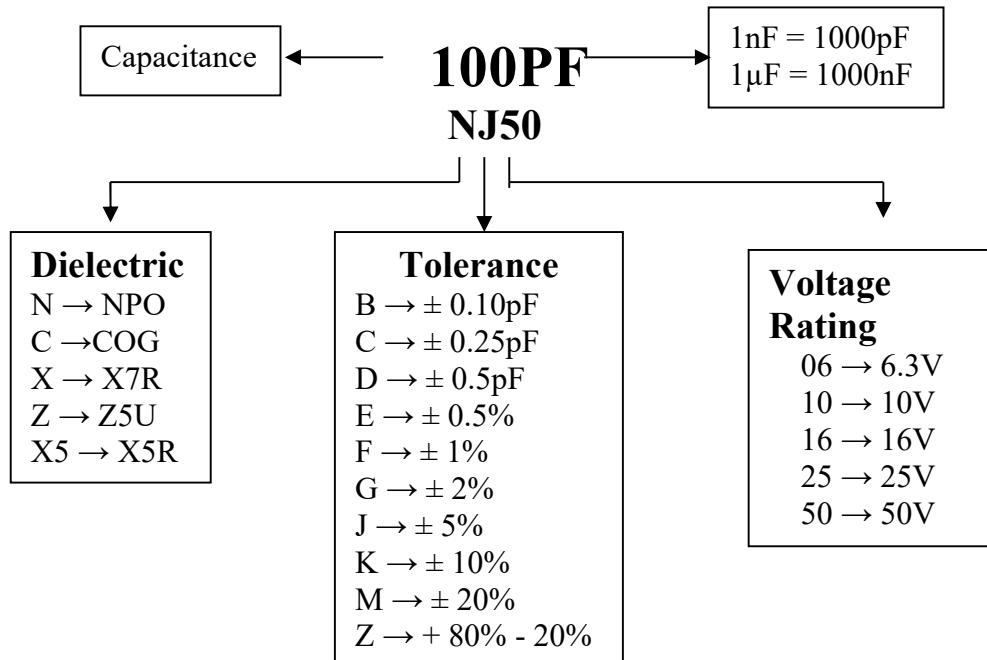 Capacitance
100PF
1nF = 1000pF
1µF = 1000nF
NJ50
Dielectric
N → NPO
C →COG
X → X7R
Z → Z5U
X5 → X5R
Tolerance
B → ± 0.10pF
C → ± 0.25pF
D → ± 0.5pF
E → ± 0.5%
F → ± 1%
G → ± 2%
J → ± 5%
K → ± 10%
M → ± 20%
Z → + 80% - 20%
Voltage
Rating
06 → 6.3V
10 → 10V
16 → 16V
25 → 25V
50 → 50V